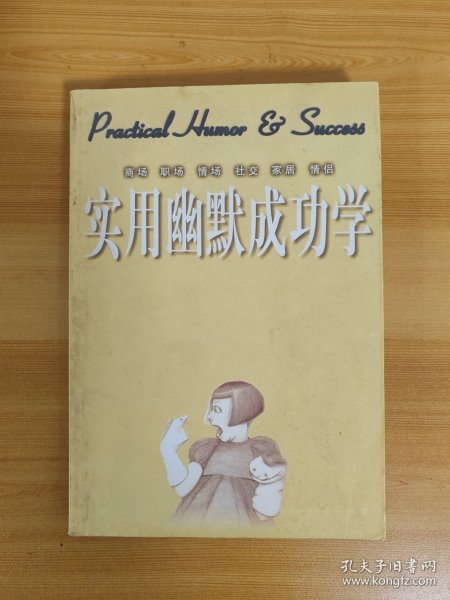 Practical Humor & Success
商场 职场 情场 社交 家居 情侣
实用幽默成功学
孔夫子旧书网
www.kongfz.com